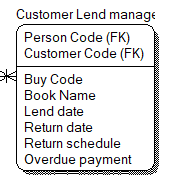 Customer Lend manage
Person Code (FK)
Customer Code (FK)
Buy Code
Book Name
Lend date
Return date
Return schedule
Overdue payment